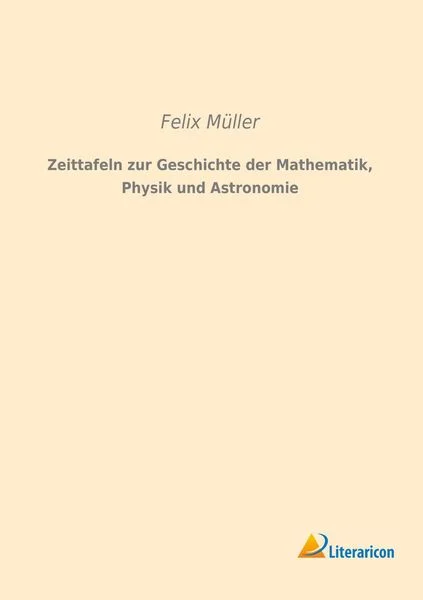 Felix Müller
Zeittafeln zur Geschichte der Mathematik,
Physik und Astronomie
Literaricon